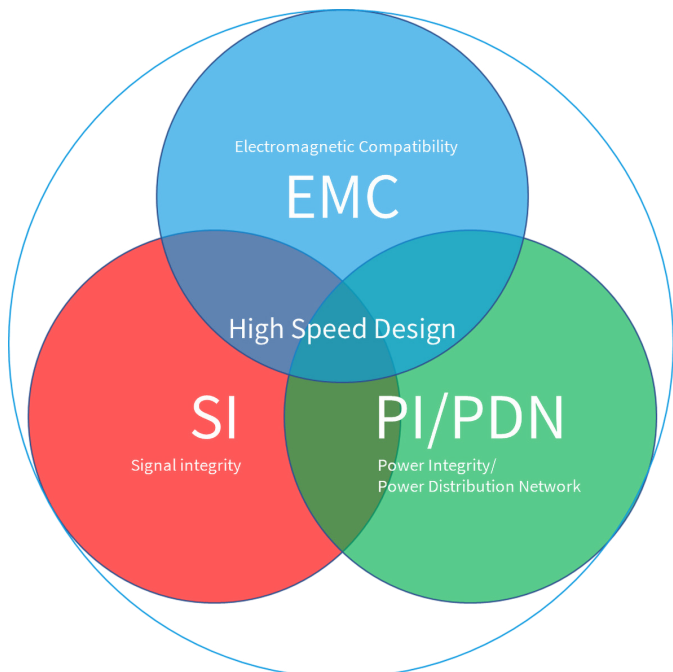 Electromagnetic Compatibility
EMC
High Speed Design
SI
Signal integrity
PI/PDN
Power Integrity/
Power Distribution Network